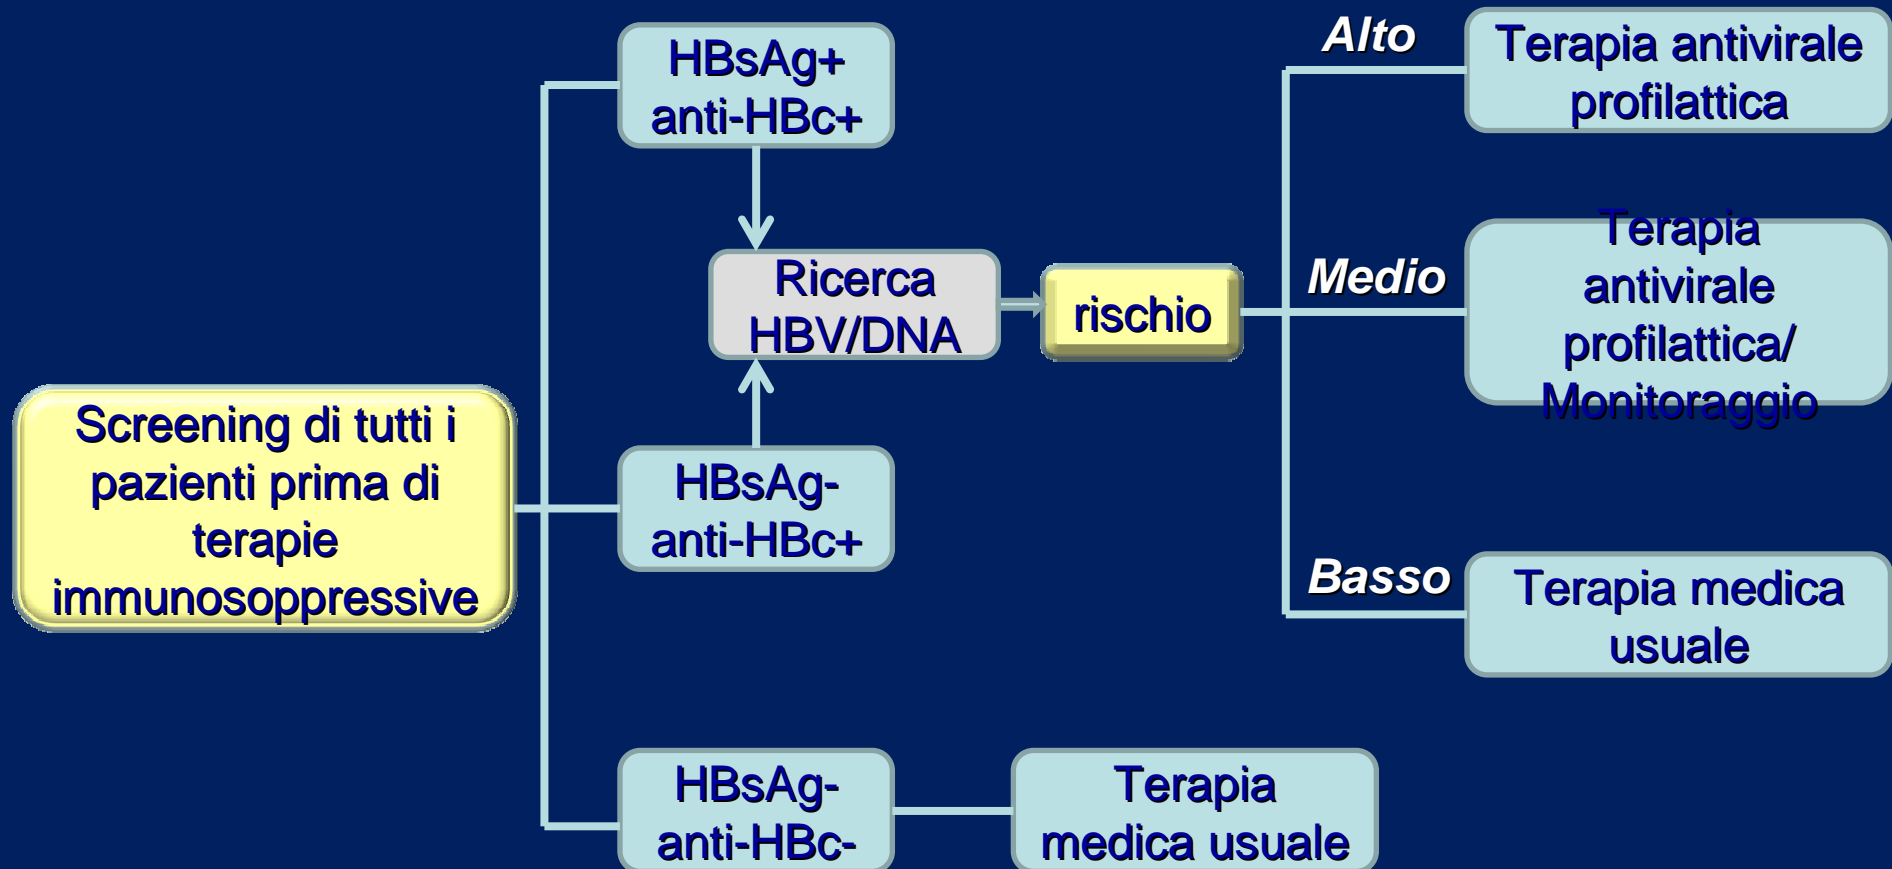 Screening di tutti i
pazienti prima di
terapie
immunosoppressive
HBsAg+
anti-HBc+
Ricerca
HBV/DNA
HBsAg-
anti-HBc+
HBsAg-
anti-HBc-
Terapia
medica usuale
rischio
Alto
Terapia antivirale
profilattica
Medio
Terapia
antivirale
profilattica/
Monitoraggio
Basso
Terapia medica
usuale